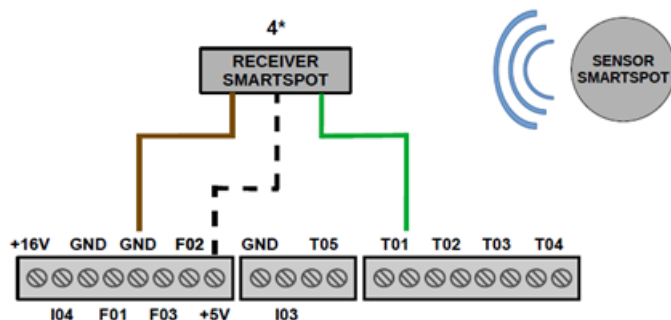 4*
RECEIVER
SMARTSPOT
SENSOR
SMARTSPOT
+16V GND GND F02 GND T05 T01 T02 T03 T04
I04 F01 F03 +5V I03